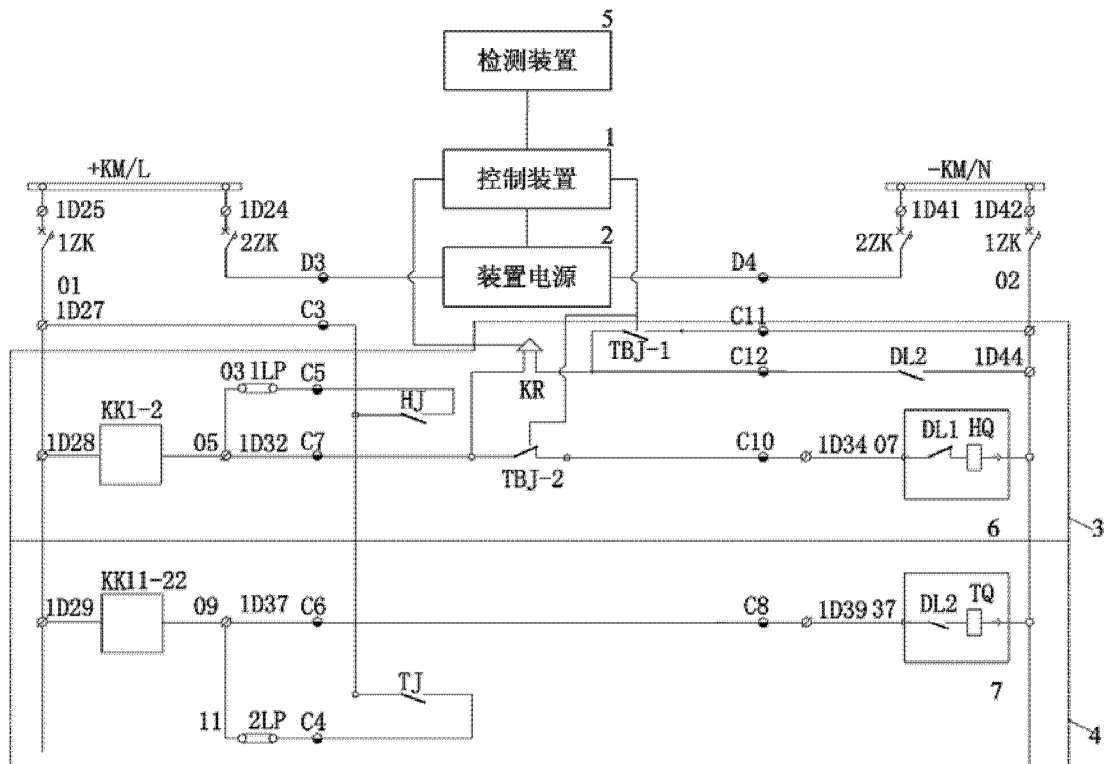 5
检测装置
1
控制装置
+KM/L
-KM/N
1D25
1D24
1D41
1D42
2
1ZK
2ZK
2ZK
1ZK
D3
装置电源
D4
01
02
1D27
C3
C11
TBJ-1
03
1LP
C5
KR
C12
DL2
1D44
HJ
KK1-2
1D28
05
1D32
C7
TBJ-2
C10
1D34
07
DL1
HQ
6
3
KK11-22
1D29
09
1D37
C6
C8
1D39
37
DL2
TQ
TJ
7
11
2LP
C4
4